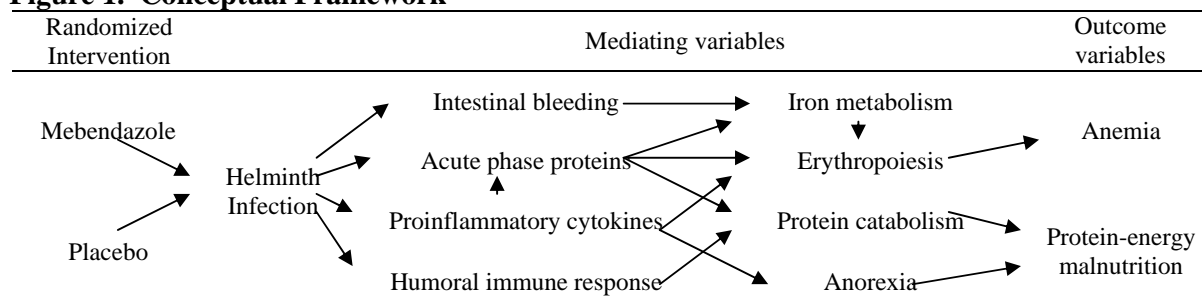 Figure 1. Conceptual Framework
Randomized
Intervention
Mediating variables
Outcome
variables
Mebendazole
Placebo
Helminth
Infection
Intestinal bleeding
Acute phase proteins
Proinflammatory cytokines
Humoral immune response
Iron metabolism
Erythropoiesis
Protein catabolism
Anorexia
Anemia
Protein-energy
malnutrition